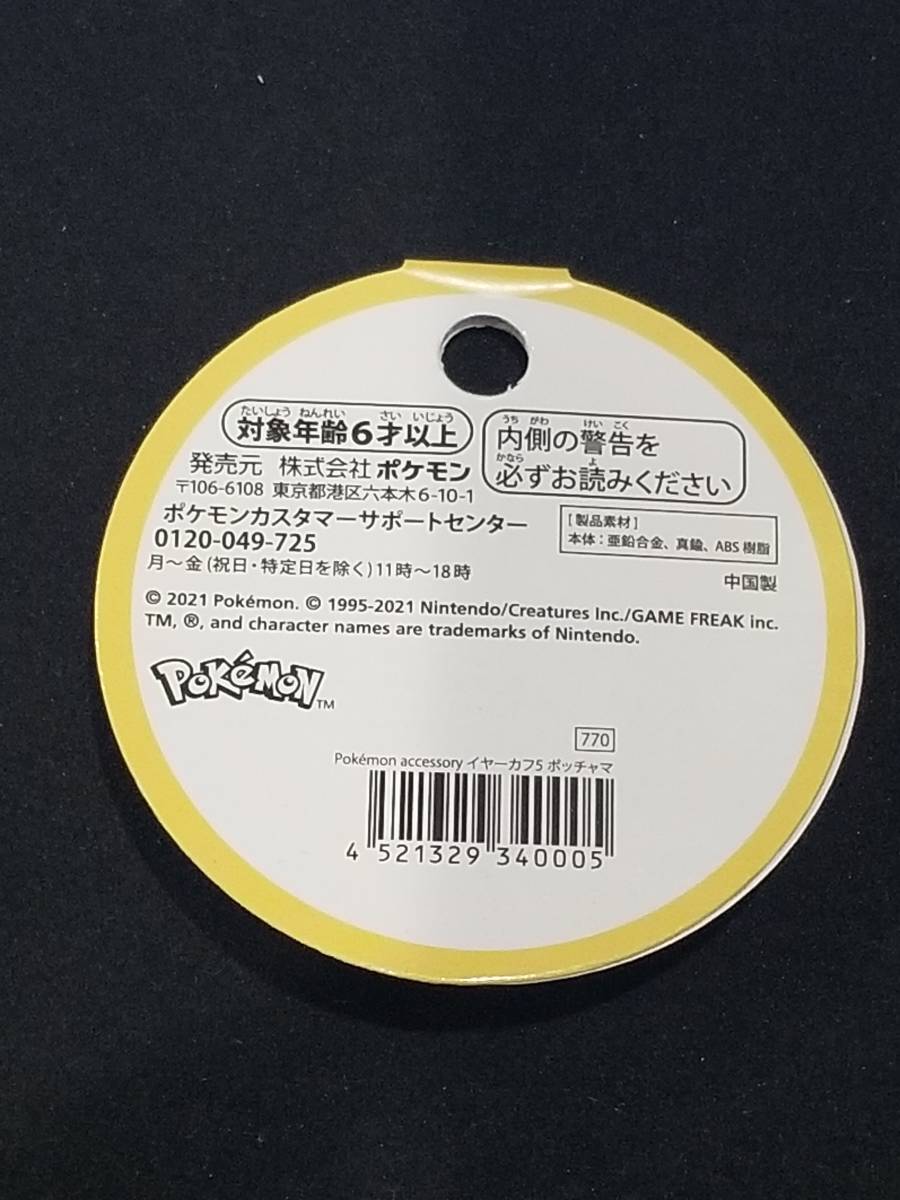 たいしょう ねんれい さい いじょう
対象年齢6才以上
うち がわ けい こく
内側の警告を
かなら よ
必ずお読みください
発売元 株式会社 ポケモン
〒106-6108 東京都港区六本木6-10-1
ポケモンカスタマーサポートセンター
0120-049-725
月～金(祝日・特定日を除く)11時～18時
[製品素材]
本体：亜鉛合金、真鍮、ABS樹脂
中国製
© 2021 Pokémon. © 1995-2021 Nintendo/Creatures Inc./GAME FREAK inc.
TM, ®, and character names are trademarks of Nintendo.
POKéMON TM
770
Pokémon accessory イヤーカフ5 ポッチャマ
4 521329 340005